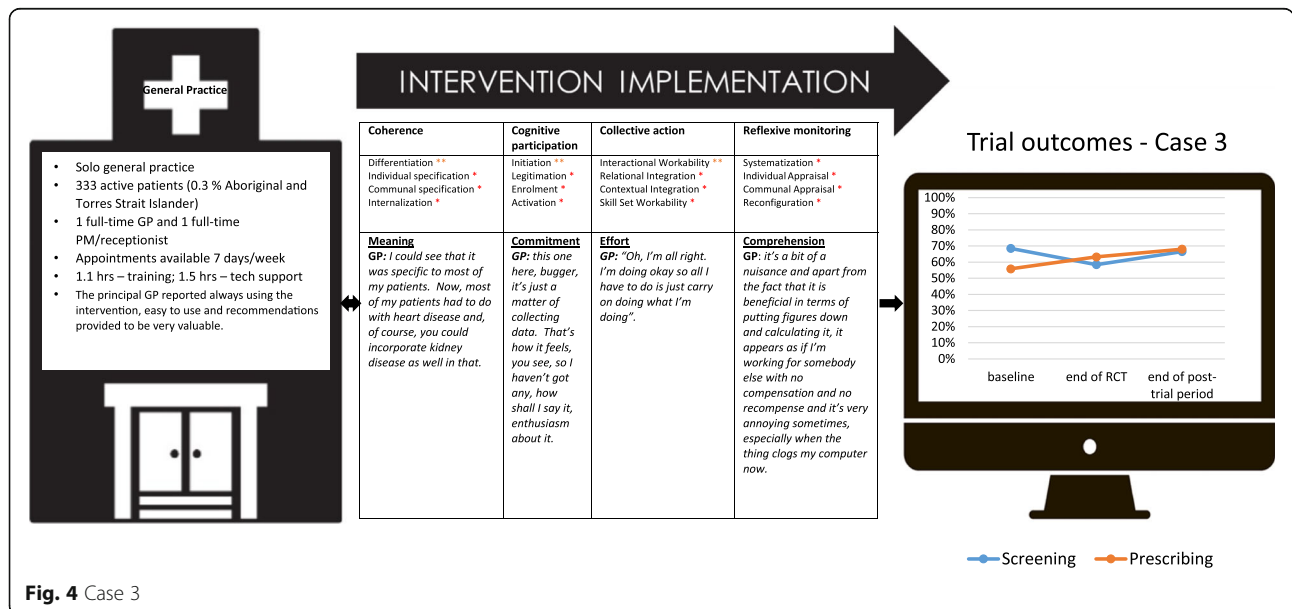 General Practice
• Solo general practice
• 333 active patients (0.3 % Aboriginal and
Torres Strait Islander)
• 1 full-time GP and 1 full-time
PM/receptionist
• Appointments available 7 days/week
• 1.1 hrs – training; 1.5 hrs – tech support
• The principal GP reported always using the
intervention, easy to use and recommendations
provided to be very valuable.
INTERVENTION IMPLEMENTATION
Coherence
Differentiation **
Individual specification *
Communal specification *
Internalization *
Meaning
GP: I could see that it
was specific to most of
my patients. Now, most
of my patients had to do
with heart disease and,
of course, you could
incorporate kidney
disease as well in that.
Cognitive
participation
Initiation **
Legitimation *
Enrolment *
Activation *
Commitment
GP: this one
here, bugger,
it's just a
matter of
collecting
data. That's
how it feels,
you see, so I
haven't got
any, how
shall I say it,
enthusiasm
about it.
Collective action
Interactional Workability **
Relational Integration *
Contextual Integration *
Skill Set Workability *
Effort
GP: “Oh, I'm all right.
I'm doing okay so all I
have to do is just carry
on doing what I'm
doing”.
Reflexive monitoring
Systematization *
Individual Appraisal *
Communal Appraisal *
Reconfiguration *
Comprehension
GP: it's a bit of a
nuisance and apart from
the fact that it is
beneficial in terms of
putting figures down
and calculating it, it
appears as if I'm
working for somebody
else with no
compensation and no
recompense and it's very
annoying sometimes,
especially when the
thing clogs my computer
now.
Trial outcomes - Case 3
100%
90%
80%
70%
60%
50%
40%
30%
20%
10%
0%
baseline
end of RCT
end of post-
trial period
Screening
Prescribing
Fig. 4 Case 3